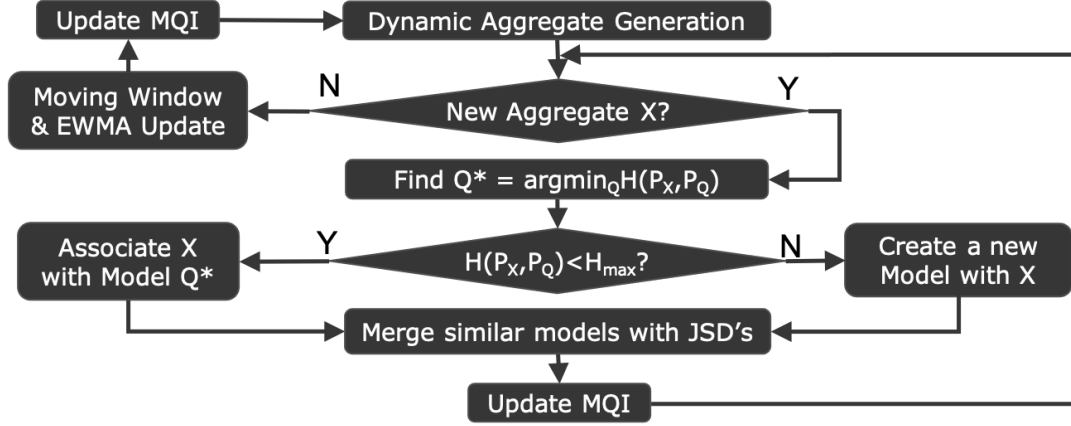 Update MQI
Dynamic Aggregate Generation
Moving Window
& EWMA Update
N
New Aggregate X?
Y
Find Q* = argmin_Q H(P_X,P_Q)
Associate X
with Model Q*
Y
H(P_X,P_Q)<H_max?
N
Create a new
Model with X
Merge similar models with JSD's
Update MQI